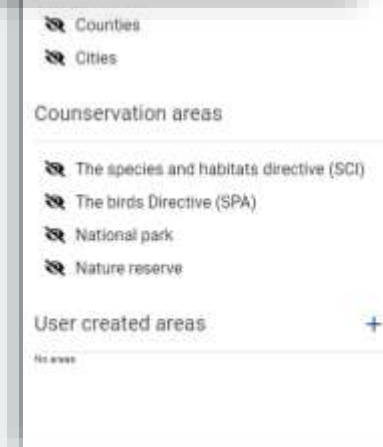 Counties
Cities
Counservation areas
The species and habitats directive (SCI)
The birds Directive (SPA)
National park
Nature reserve
User created areas +
No areas